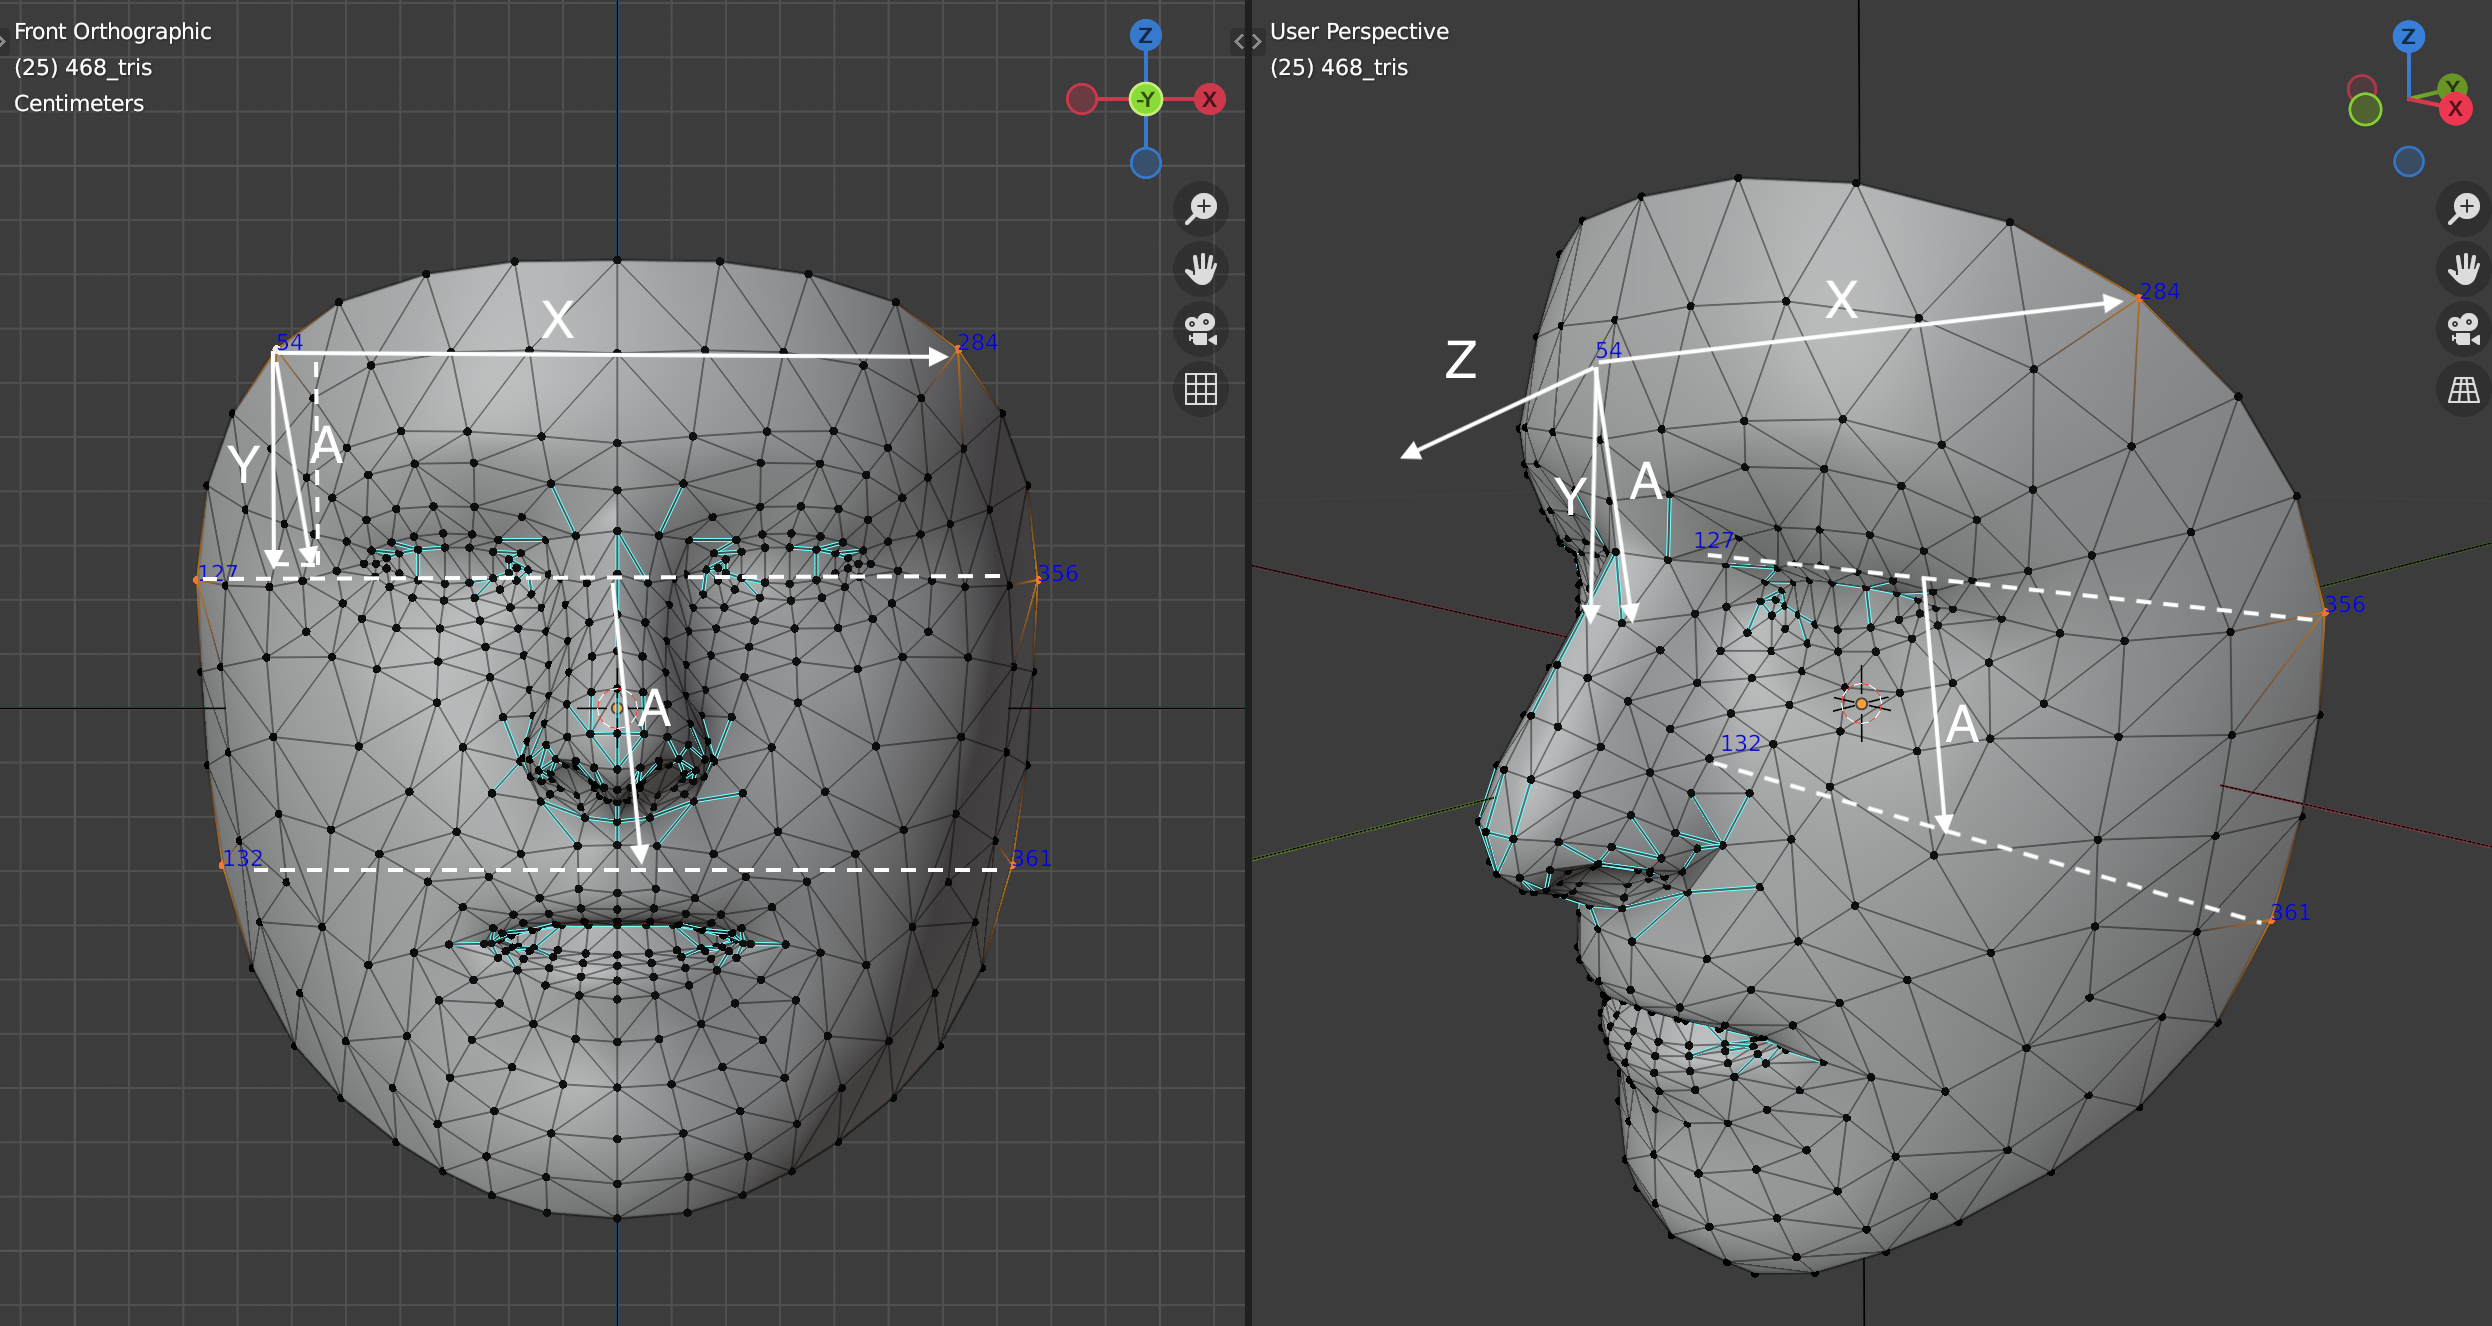 Front Orthographic
(25) 468_tris
Centimeters
Z
-Y
X
X
54
284
Y
A
127
356
A
132
361
User Perspective
(25) 468_tris
Z
Y
X
284
X
54
Z
Y
A
127
356
132
A
361